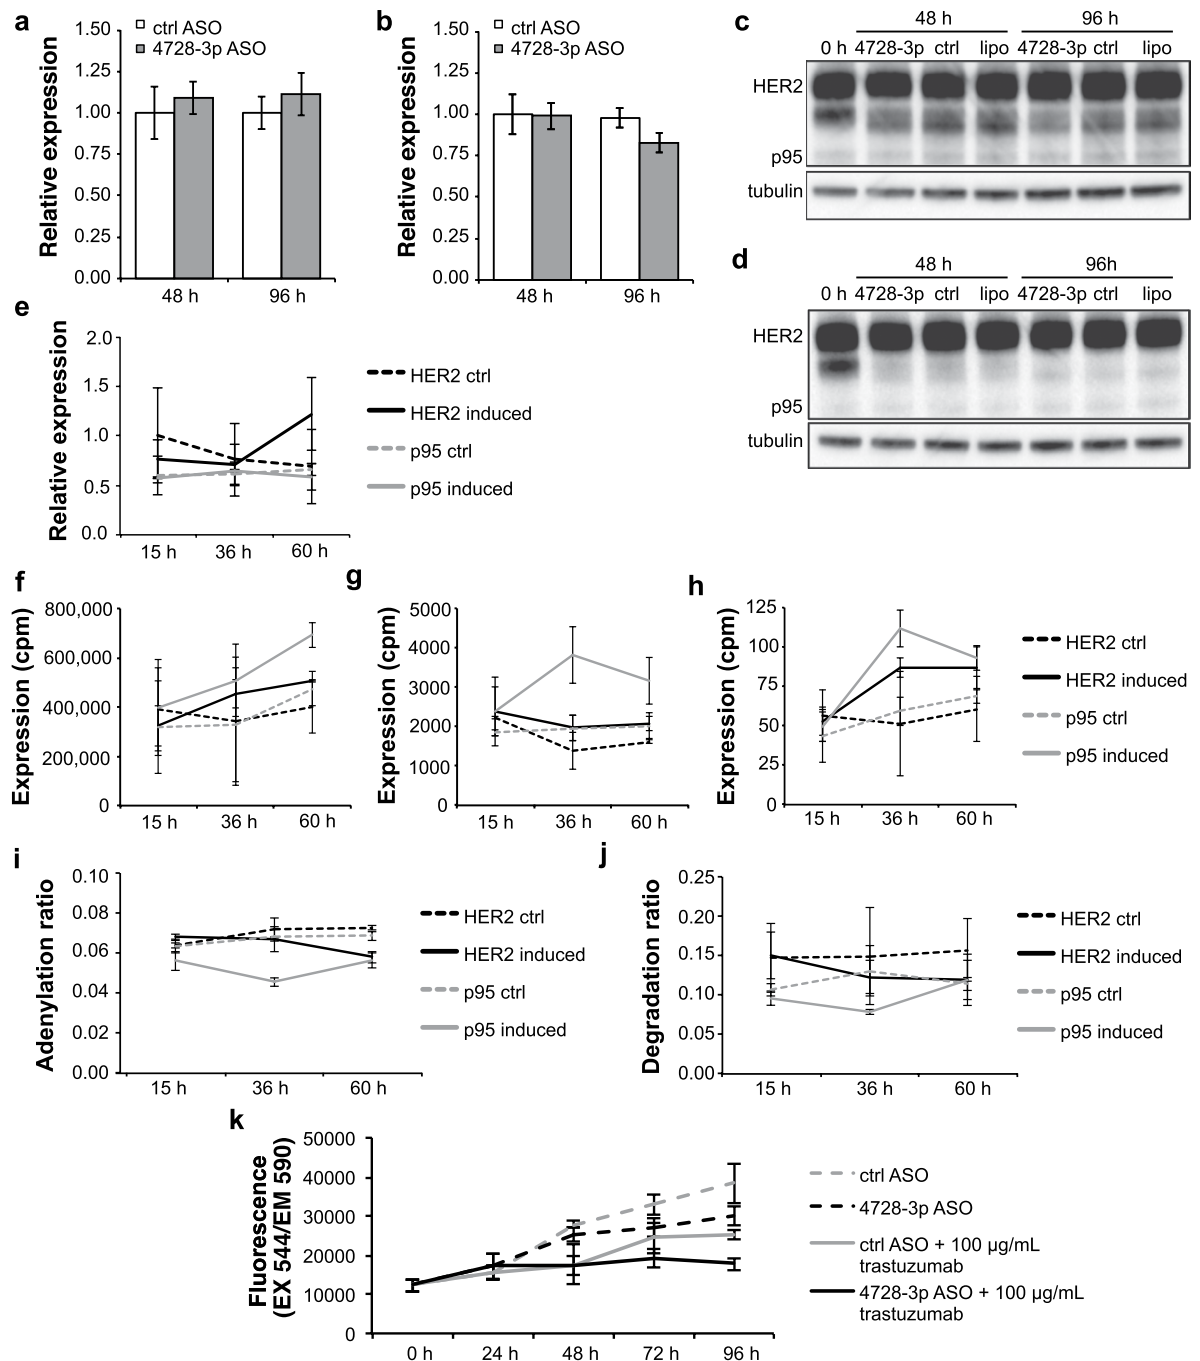 a
Relative expression
1.50
1.25
1.00
0.75
0.50
0.25
0.00
ctrl ASO
4728-3p ASO
48 h
96 h
b
Relative expression
1.50
1.25
1.00
0.75
0.50
0.25
0.00
ctrl ASO
4728-3p ASO
48 h
96 h
c
48 h
96 h
0 h 4728-3p ctrl lipo 4728-3p ctrl lipo
HER2
p95
tubulin
d
48 h
96h
0 h 4728-3p ctrl lipo 4728-3p ctrl lipo
HER2
p95
tubulin
e
Relative expression
2.0
1.5
1.0
0.5
0.0
15 h
36 h
60 h
HER2 ctrl
HER2 induced
p95 ctrl
p95 induced
f
Expression (cpm)
800,000
600,000
400,000
200,000
0
15 h
36 h
60 h
g
Expression (cpm)
5000
4000
3000
2000
1000
0
15 h
36 h
60 h
h
Expression (cpm)
125
100
75
50
25
0
15 h
36 h
60 h
HER2 ctrl
HER2 induced
p95 ctrl
p95 induced
i
Adenylation ratio
0.10
0.08
0.06
0.04
0.02
0.00
15 h
36 h
60 h
HER2 ctrl
HER2 induced
p95 ctrl
p95 induced
j
Degradation ratio
0.25
0.20
0.15
0.10
0.05
0.00
15 h
36 h
60 h
HER2 ctrl
HER2 induced
p95 ctrl
p95 induced
k
Fluorescence
(EX 544/EM 590)
50000
40000
30000
20000
10000
0
0 h
24 h
48 h
72 h
96 h
ctrl ASO
4728-3p ASO
ctrl ASO + 100 µg/mL
trastuzumab
4728-3p ASO + 100 µg/mL
trastuzumab